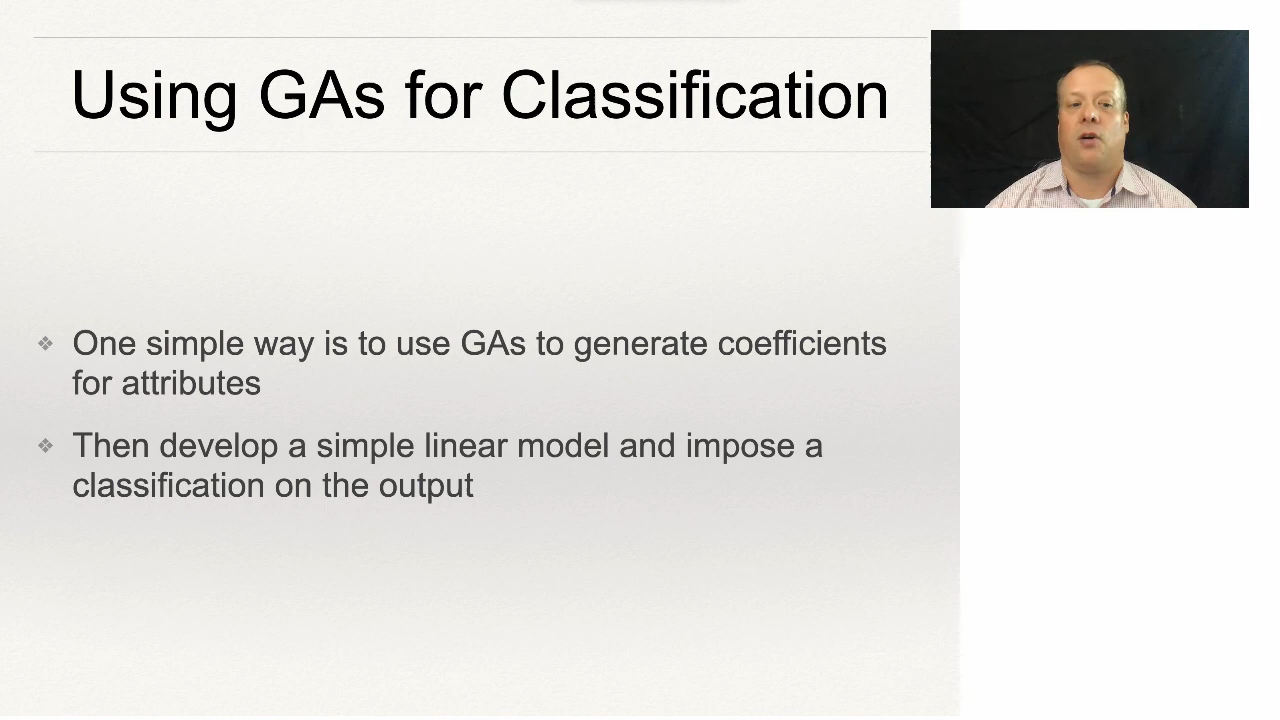 Using GAs for Classification
One simple way is to use GAs to generate coefficients
for attributes
Then develop a simple linear model and impose a
classification on the output